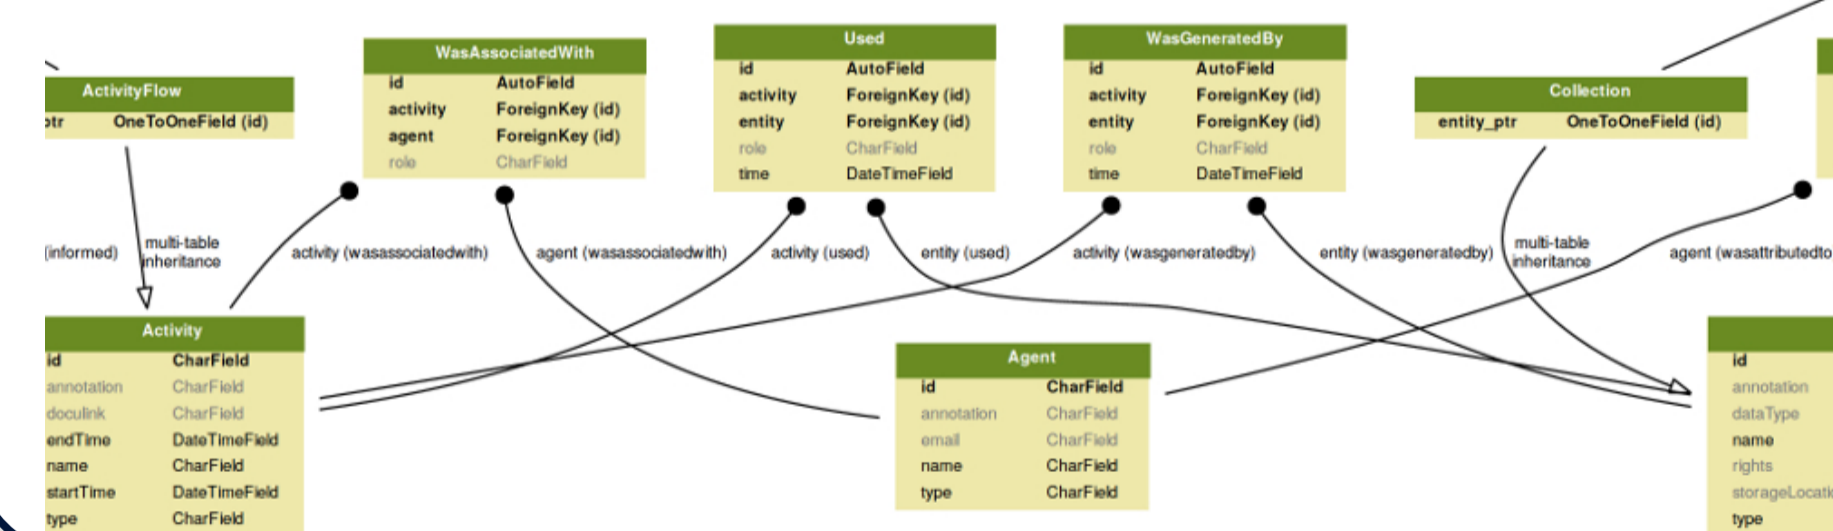 WasAssociatedWith
id AutoField
activity ForeignKey (id)
agent ForeignKey (id)
role CharField
Used
id AutoField
activity ForeignKey (id)
entity ForeignKey (id)
role CharField
time DateTimeField
WasGeneratedBy
id AutoField
activity ForeignKey (id)
entity ForeignKey (id)
role CharField
time DateTimeField
ActivityFlow
ptr OneToOneField (id)
Collection
entity_ptr OneToOneField (id)
(informed)
multi-table
inheritance
activity (wasassociatedwith)
agent (wasassociatedwith)
activity (used)
entity (used)
activity (wasgeneratedby)
entity (wasgeneratedby)
multi-table
inheritance
agent (wasattributedto
Activity
id CharField
annotation CharField
doculink CharField
endTime DateTimeField
name CharField
startTime DateTimeField
type CharField
Agent
id CharField
annotation CharField
email CharField
name CharField
type CharField
id
annotation
dataType
name
rights
storageLocati
type